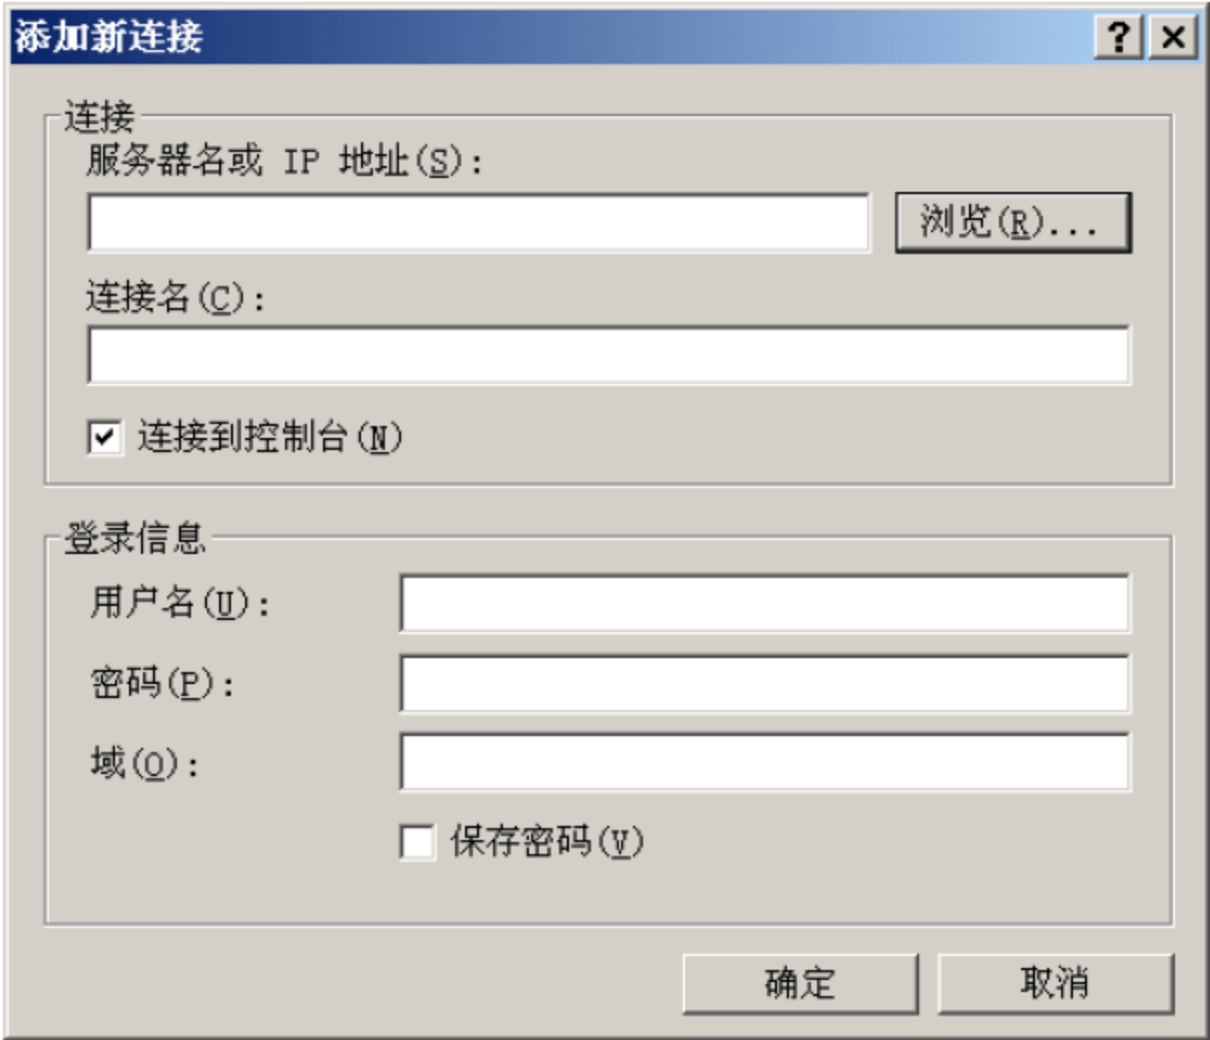 添加新连接
连接
服务器名或 IP 地址(S):
浏览(R)...
连接名(C):
连接到控制台(N)
登录信息
用户名(U):
密码(P):
域(O):
保存密码(V)
确定 取消